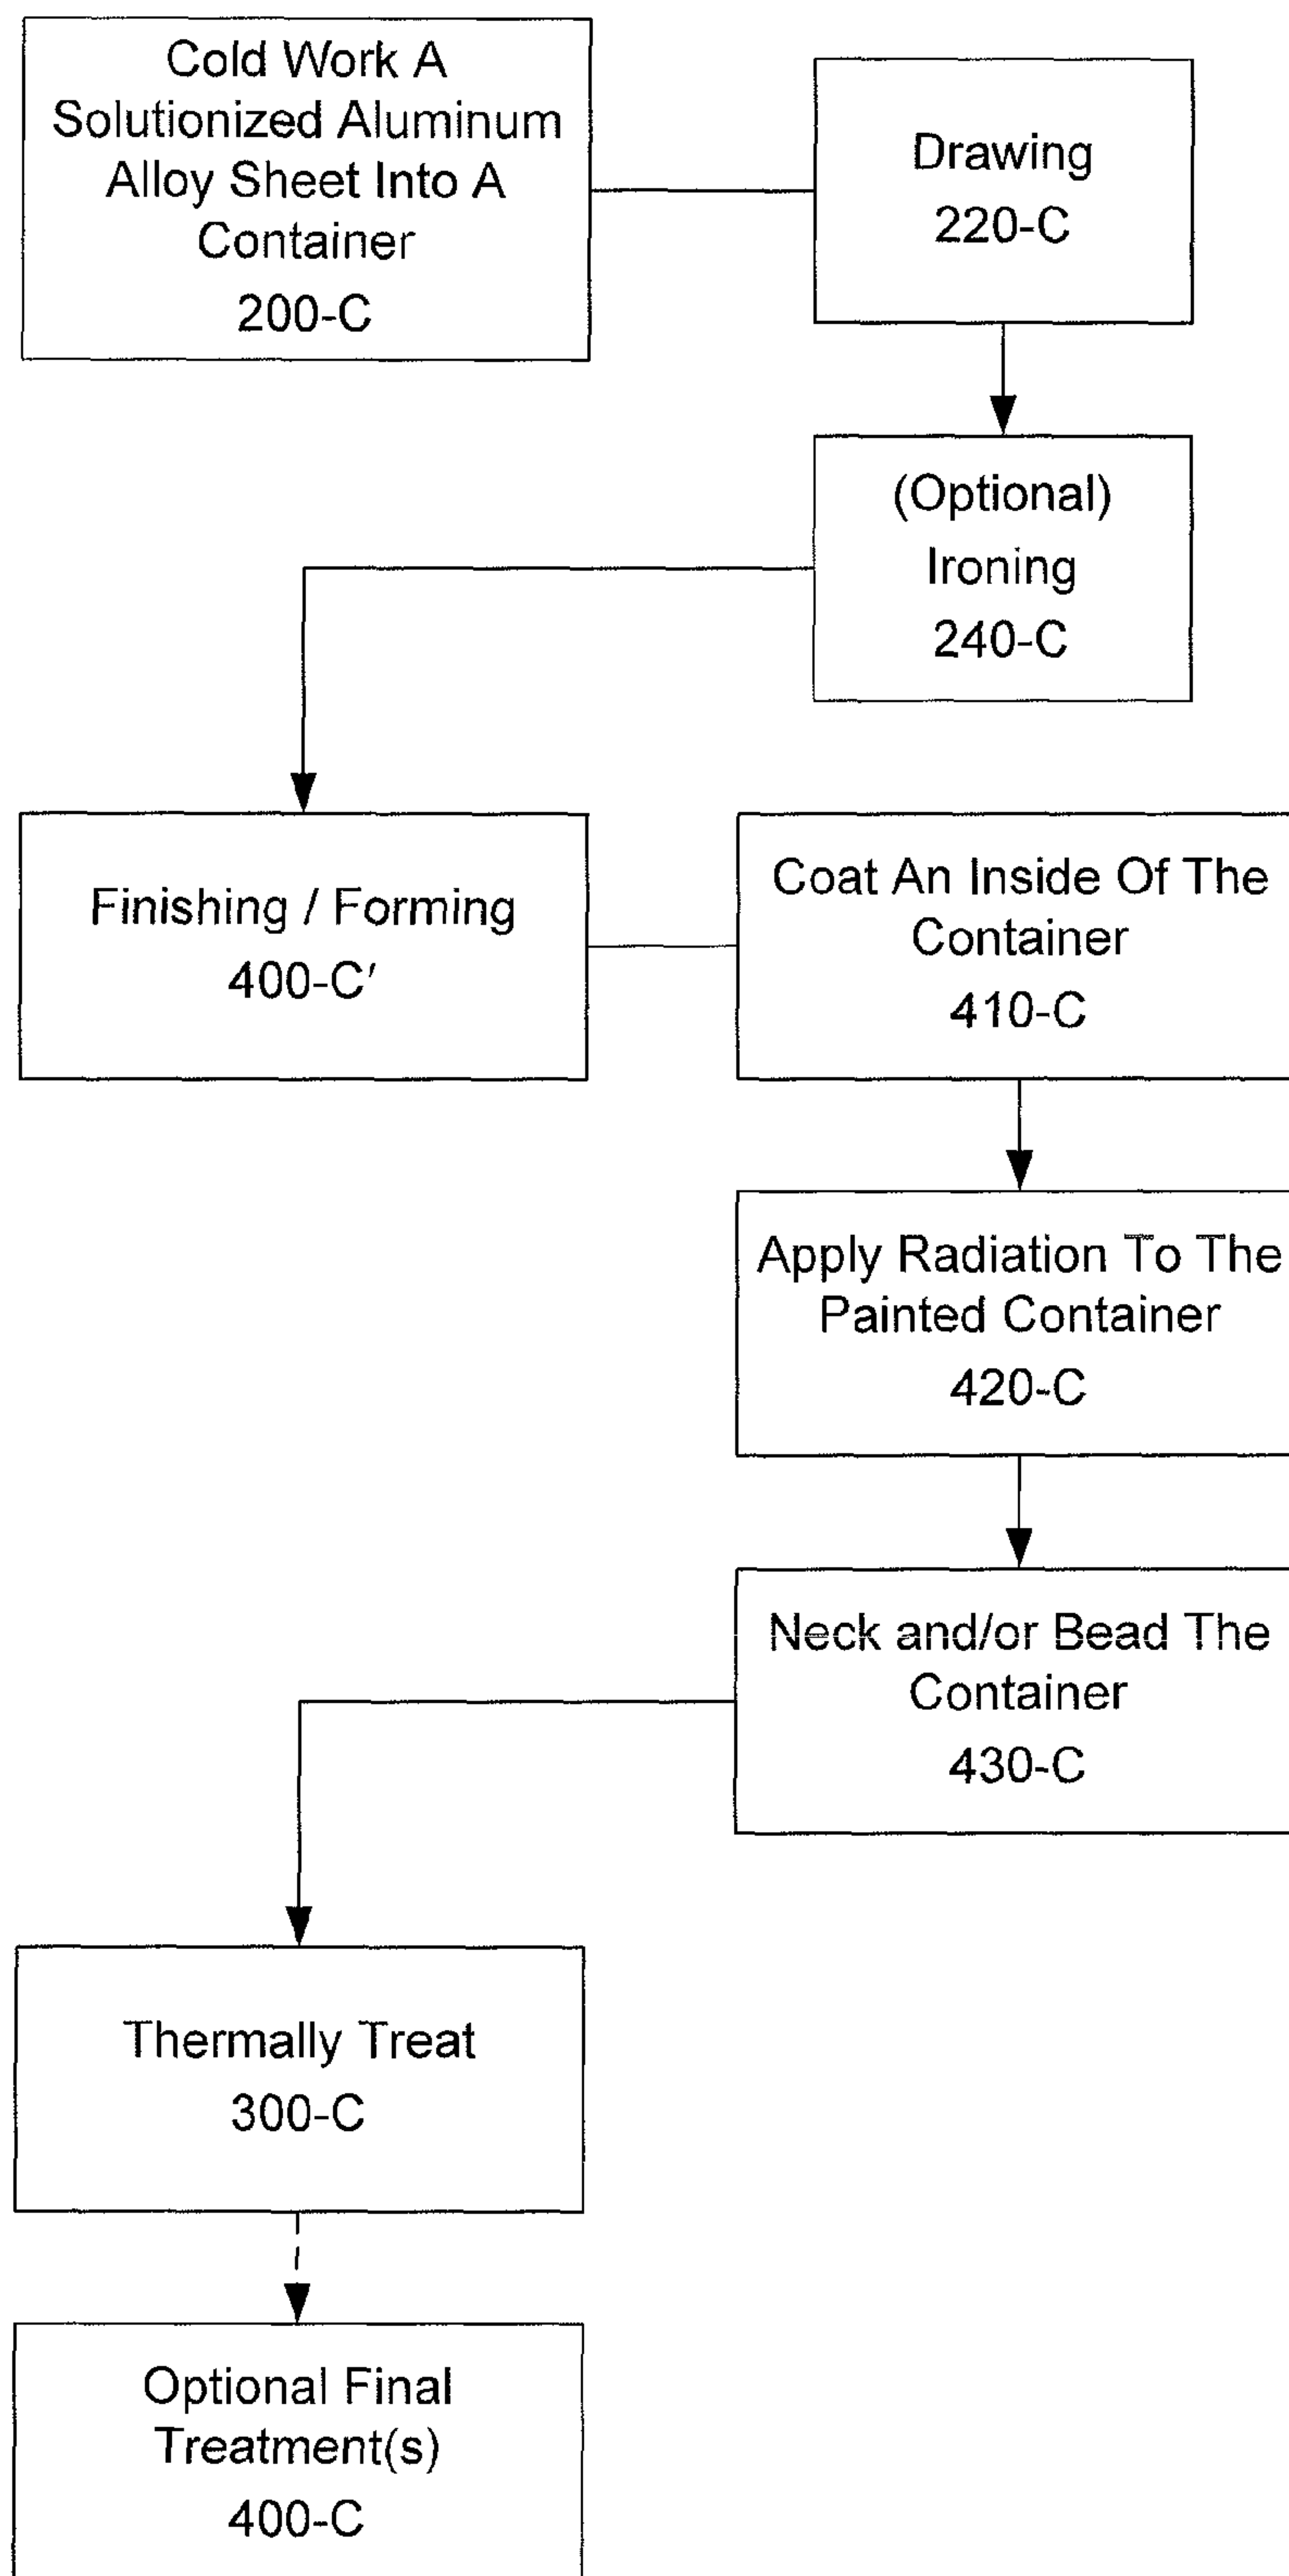 Cold Work A
Solutionized Aluminum
Alloy Sheet Into A
Container
200-C
Drawing
220-C
(Optional)
Ironing
240-C
Finishing / Forming
400-C′
Coat An Inside Of The
Container
410-C
Apply Radiation To The
Painted Container
420-C
Neck and/or Bead The
Container
430-C
Thermally Treat
300-C
Optional Final
Treatment(s)
400-C